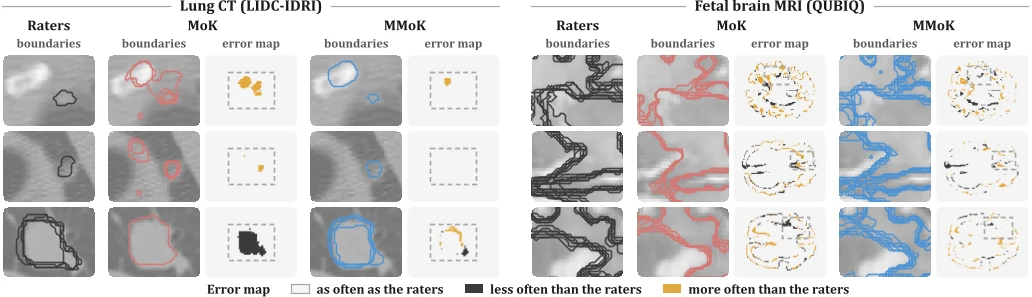 Lung CT (LIDC-IDRI)
Fetal brain MRI (QUBIQ)
Raters MoK MMoK
Raters MoK MMoK
boundaries boundaries error map boundaries error map
boundaries boundaries error map boundaries error map
Error map as often as the raters less often than the raters more often than the raters